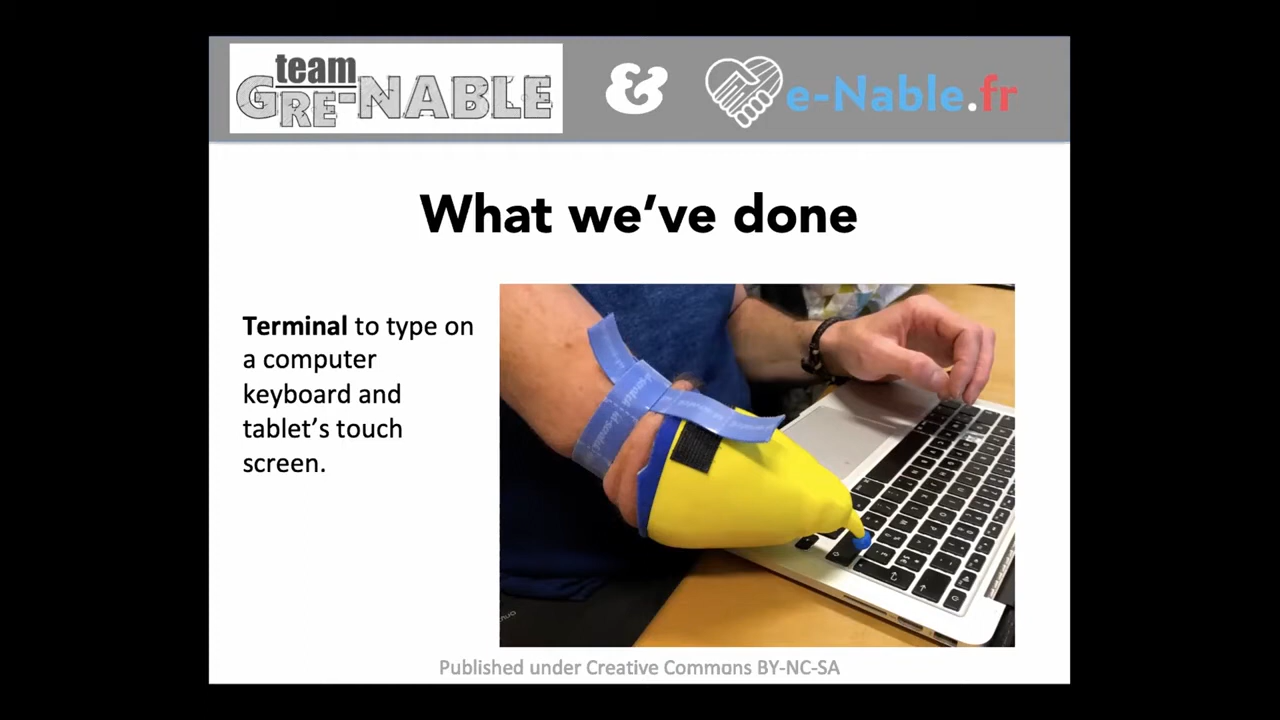 team
GRE-NABLE
&
e-Nable.fr
What we’ve done
Terminal to type on
a computer
keyboard and
tablet’s touch
screen.
Published under Creative Commons BY-NC-SA